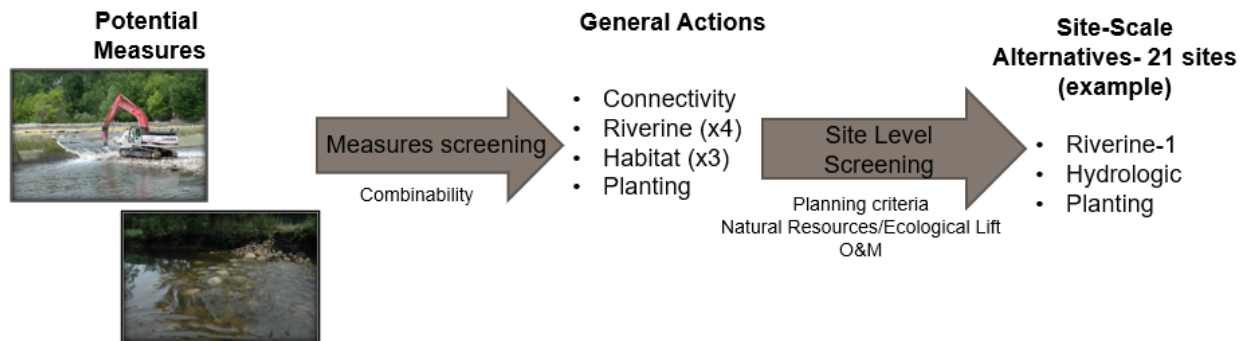 Potential
Measures
Measures screening
Combinability
General Actions
• Connectivity
• Riverine (x4)
• Habitat (x3)
• Planting
Site Level
Screening
Planning criteria
Natural Resources/Ecological Lift
O&M
Site-Scale
Alternatives- 21 sites
(example)
• Riverine-1
• Hydrologic
• Planting